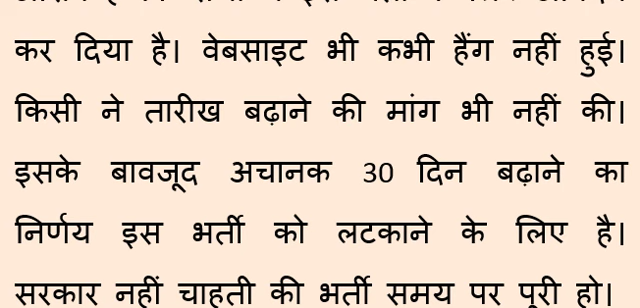 कर दिया है। वेबसाइट भी कभी हैंग नहीं हुई।
किसी ने तारीख बढ़ाने की मांग भी नहीं की।
इसके बावजूद अचानक 30 दिन बढ़ाने का
निर्णय इस भर्ती को लटकाने के लिए है।
सरकार नहीं चाहती की भर्ती समय पर पूरी हो।